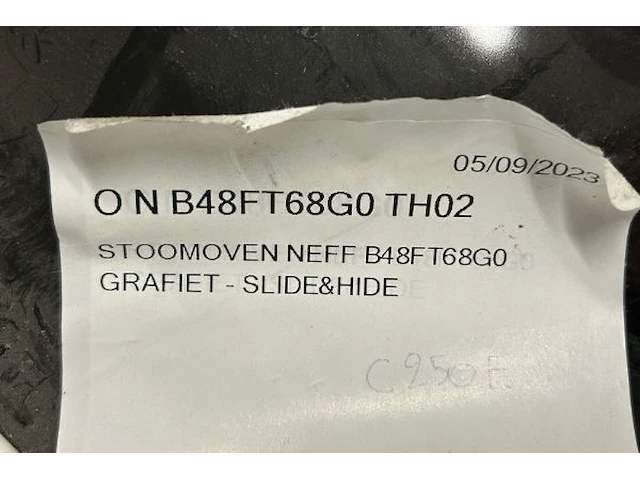 05/09/2023
O N B48FT68G0 TH02
STOOMOVEN NEFF B48FT68G0
GRAFIET - SLIDE&HIDE